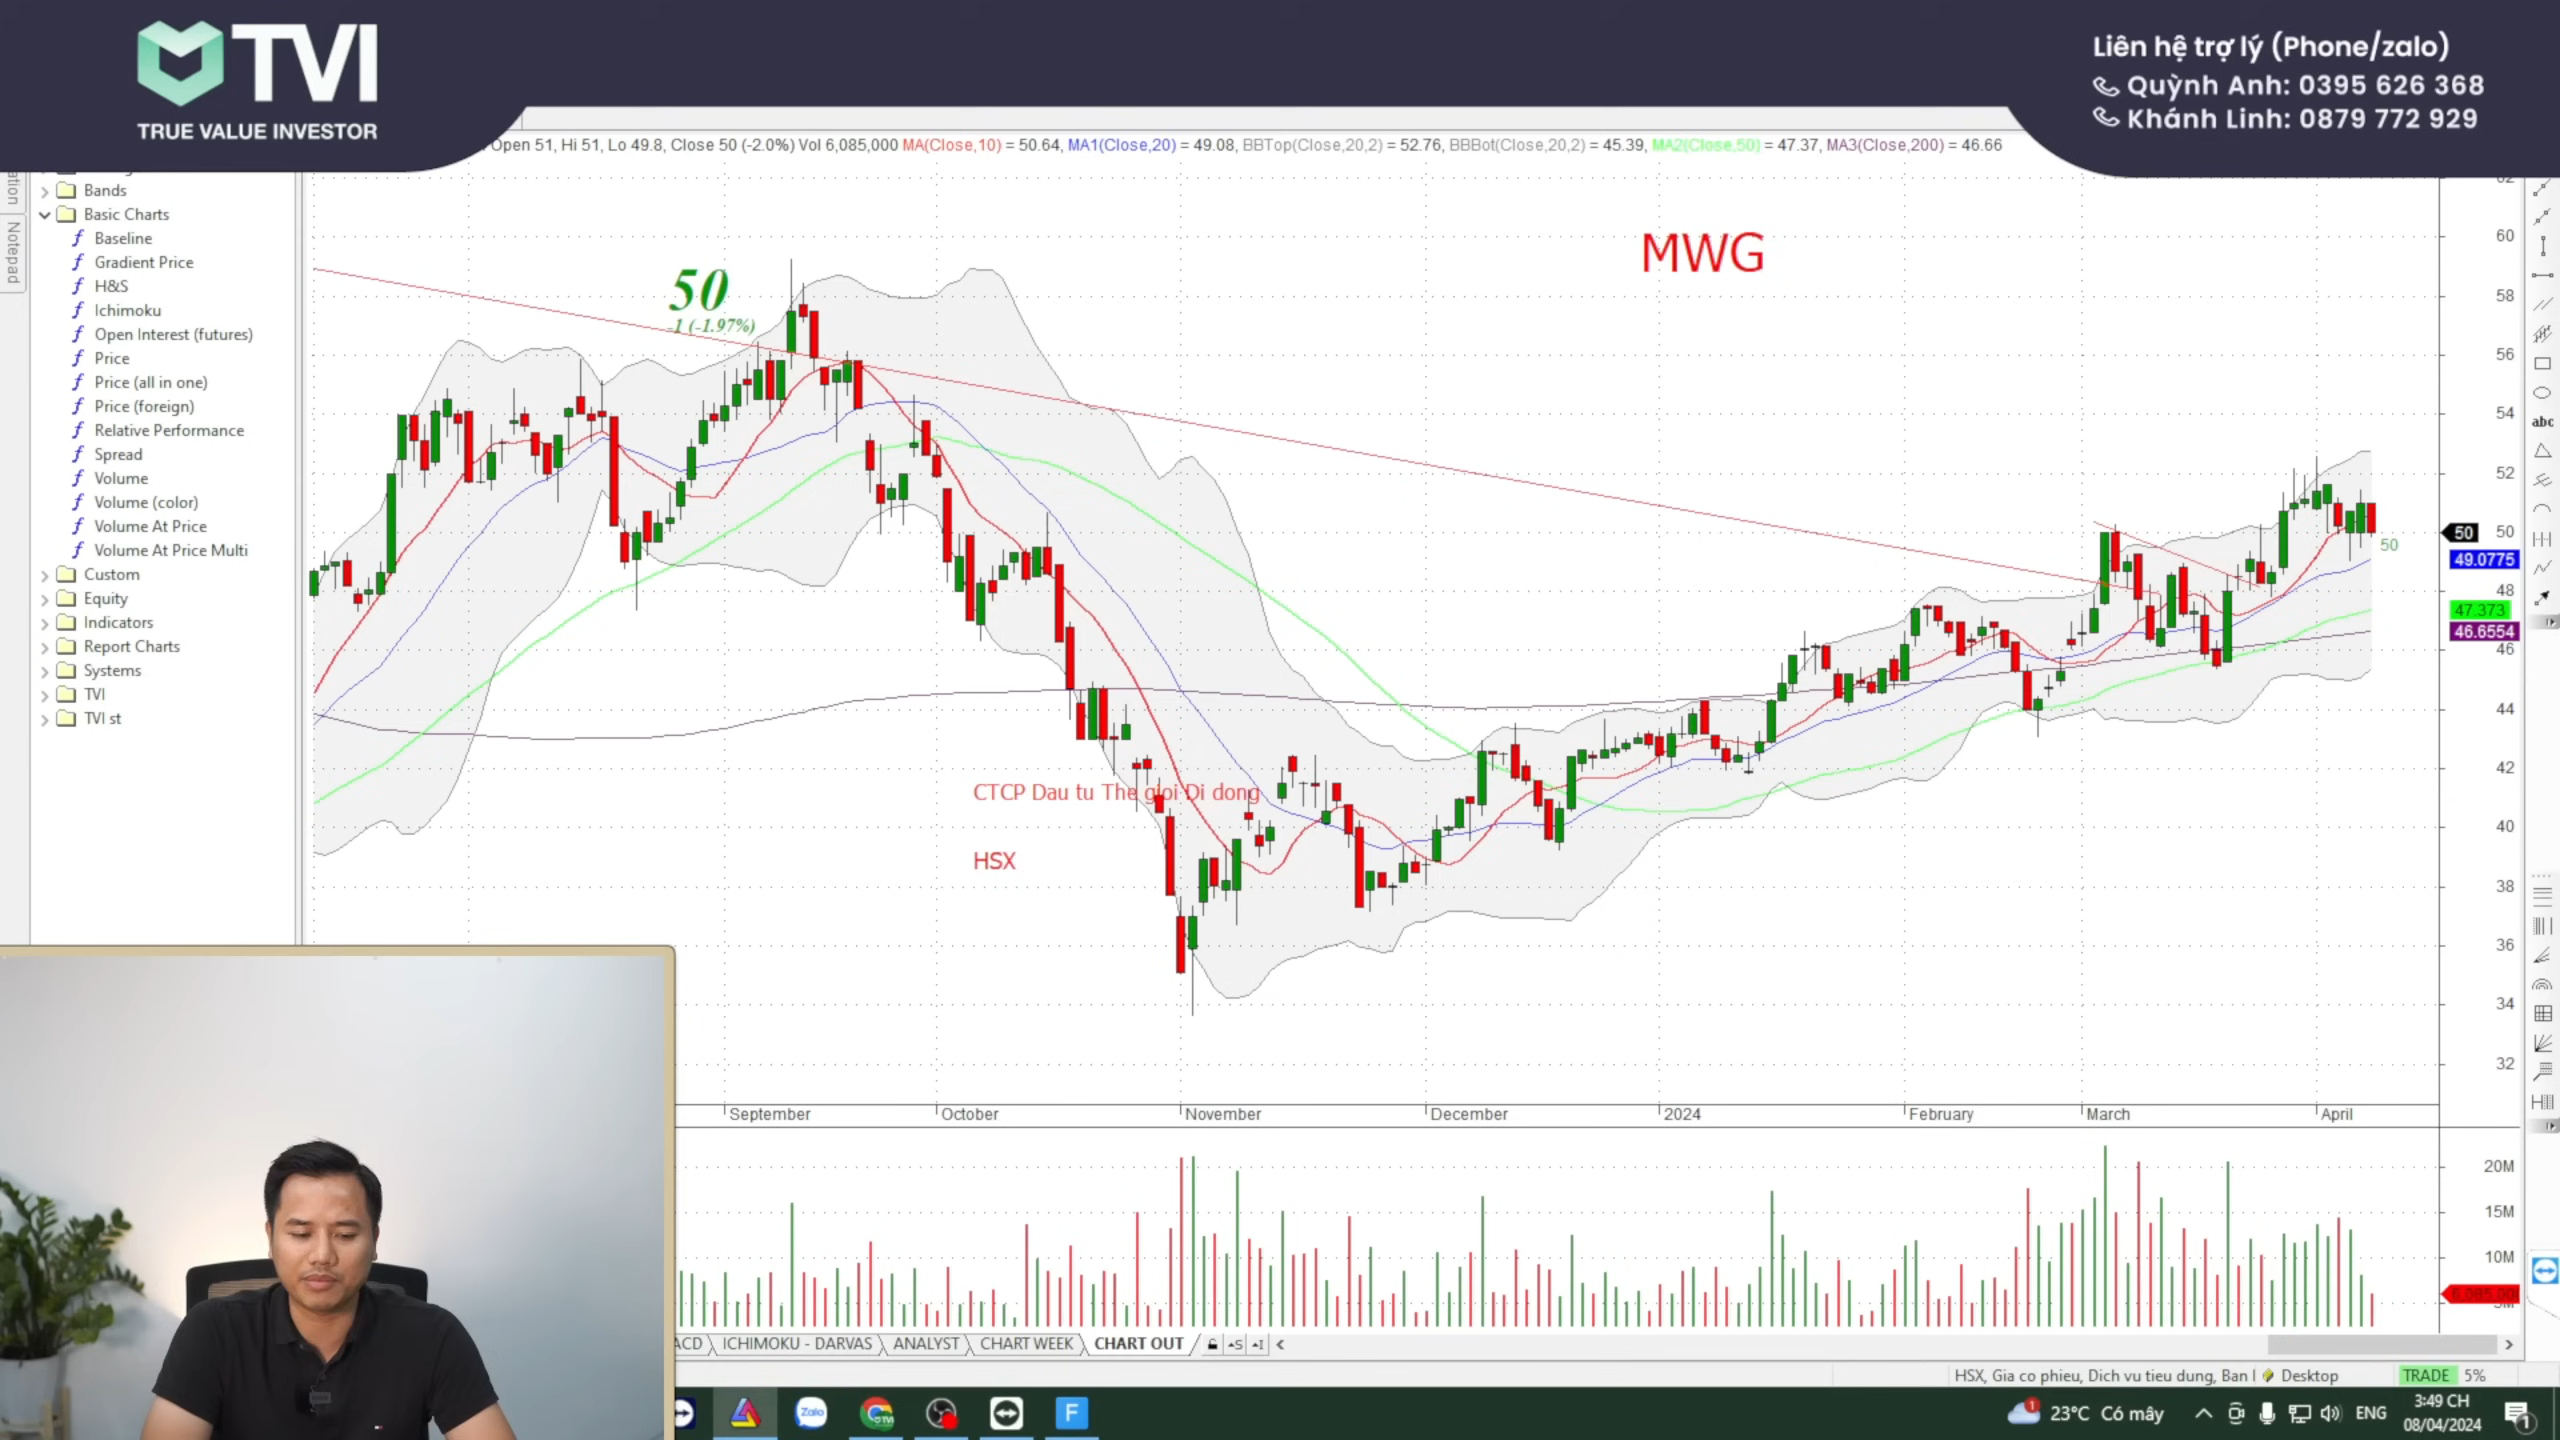 TVI
TRUE VALUE INVESTOR
Liên hệ trợ lý (Phone/zalo)
Quỳnh Anh: 0395 626 368
Khánh Linh: 0879 772 929
Open 51, Hi 51, Lo 49.8, Close 50 (-2.0%) Vol 6,085,000 MA(Close,10) = 50.64, MA1(Close,20) = 49.08, BBTop(Close,20,2) = 52.76, BBBot(Close,20,2) = 45.39, MA2(Close,50) = 47.37, MA3(Close,200) = 46.66
Notepad
Bands
Basic Charts
Baseline
Gradient Price
H&S
Ichimoku
Open Interest (futures)
Price
Price (all in one)
Price (foreign)
Relative Performance
Spread
Volume
Volume (color)
Volume At Price
Volume At Price Multi
Custom
Equity
Indicators
Report Charts
Systems
TVI
TVI st
MWG
50
-1 (-1.97%)
CTCP Dau tu The gioi Di dong
HSX
50
60
58
56
54
52
50
50
49.0775
48
47.373
46.6554
46
44
42
40
38
36
34
32
September
October
November
December
2024
February
March
April
20M
15M
10M
abc
ACD
ICHIMOKU - DARVAS
ANALYST
CHART WEEK
CHART OUT
HSX, Gia co phieu, Dich vu tieu dung, Ban l
Desktop
TRADE
5%
Zalo
F
1
23°C Có mây
ENG
3:49 CH
08/04/2024
1